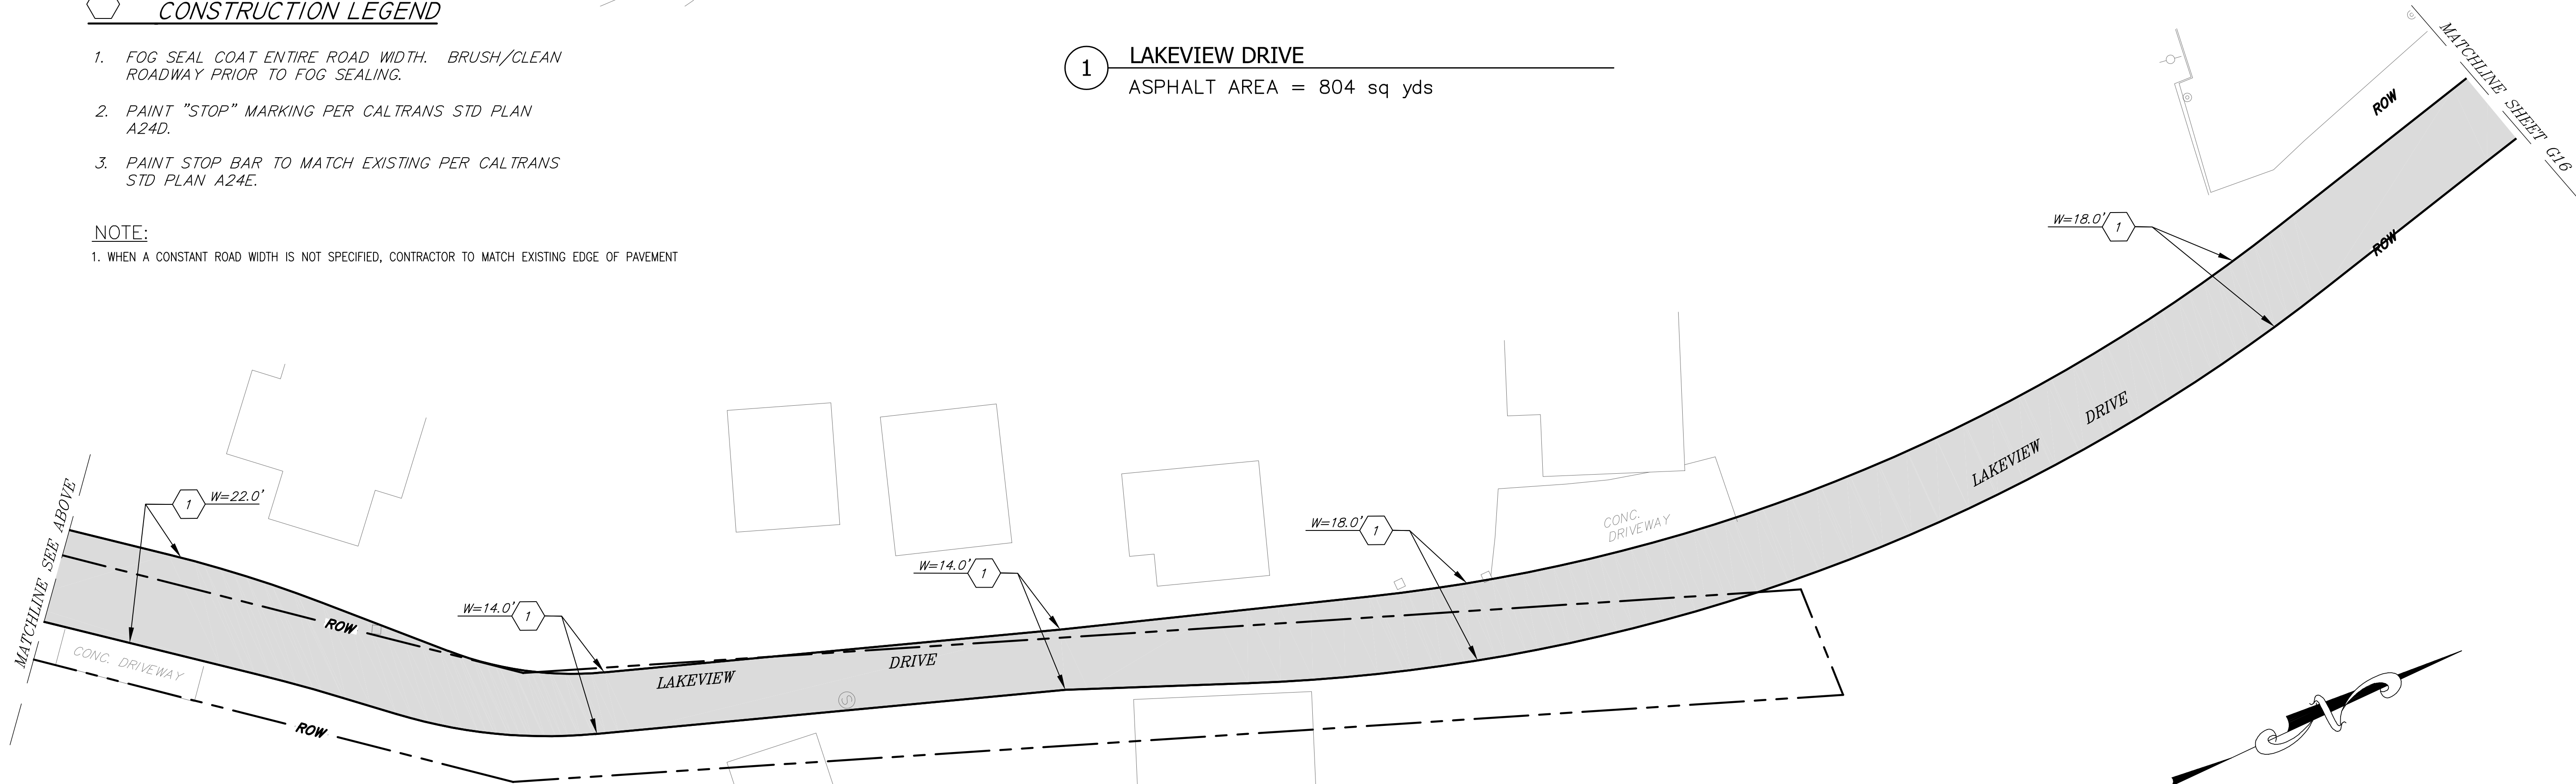 CONSTRUCTION LEGEND
1. FOG SEAL COAT ENTIRE ROAD WIDTH. BRUSH/CLEAN
ROADWAY PRIOR TO FOG SEALING.
2. PAINT "STOP" MARKING PER CALTRANS STD PLAN
A24D.
3. PAINT STOP BAR TO MATCH EXISTING PER CALTRANS
STD PLAN A24E.
NOTE:
1. WHEN A CONSTANT ROAD WIDTH IS NOT SPECIFIED, CONTRACTOR TO MATCH EXISTING EDGE OF PAVEMENT
1 LAKEVIEW DRIVE
ASPHALT AREA = 804 sq yds
MATCHLINE SHEET G16
ROW
ROW
W=18.0' 1
LAKEVIEW DRIVE
CONC.
DRIVEWAY
W=18.0' 1
W=14.0' 1
LAKEVIEW DRIVE
W=14.0' 1
1 W=22.0'
MATCHLINE SEE ABOVE
ROW
CONC. DRIVEWAY
ROW
S
N